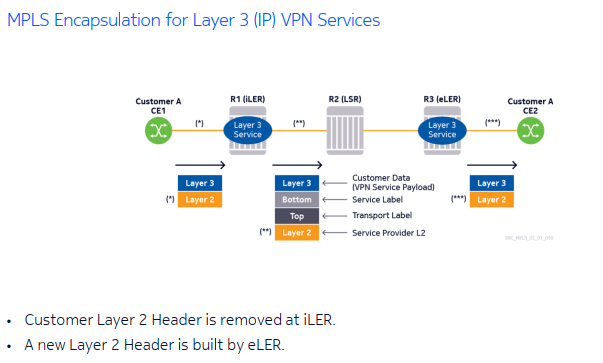 MPLS Encapsulation for Layer 3 (IP) VPN Services
Customer A
CE1
R1 (iLER)
R2 (LSR)
R3 (eLER)
Customer A
CE2
(*)
Layer 3
Service
(**)
Layer 3
Service
(***)
Layer 3
(*) Layer 2
Layer 3
Customer Data
(VPN Service Payload)
Bottom
Service Label
Top
Transport Label
(**) Layer 2
Service Provider L2
Layer 3
(***) Layer 2
• Customer Layer 2 Header is removed at iLER.
• A new Layer 2 Header is built by eLER.